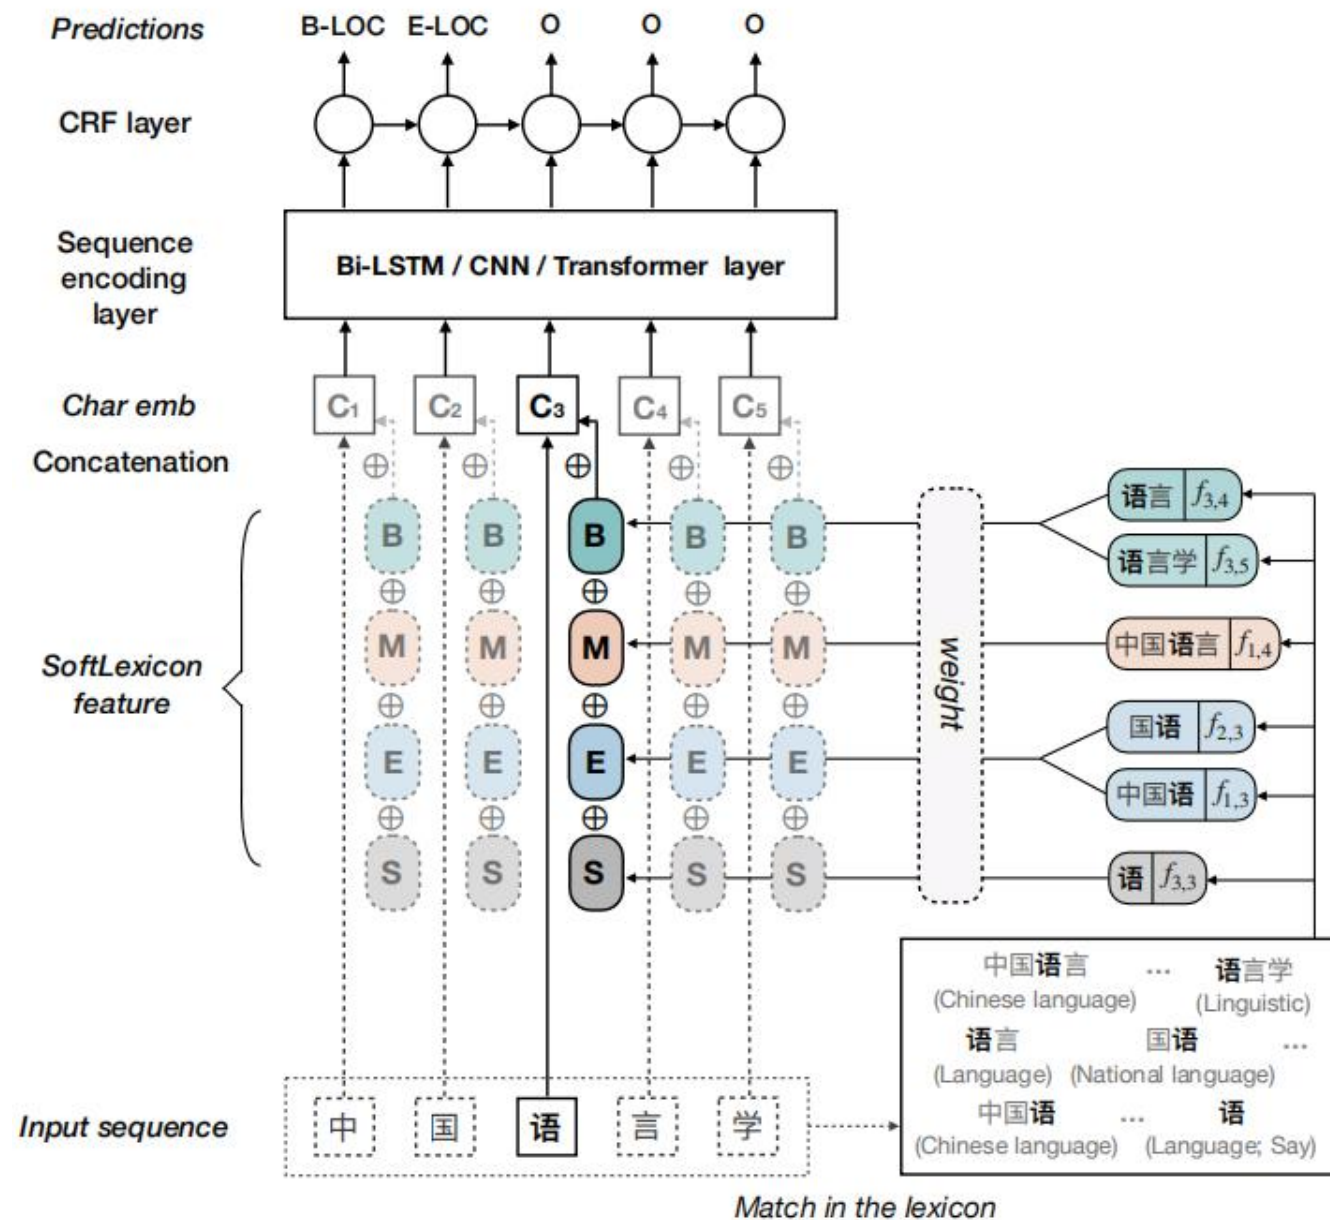 Predictions B-LOC E-LOC O O O
CRF layer
Sequence
encoding
layer
Bi-LSTM / CNN / Transformer layer
Char emb C1 C2 C3 C4 C5
Concatenation ⊕ ⊕ ⊕ ⊕ ⊕
B B B B B
⊕ ⊕ ⊕ ⊕ ⊕
M M M M M
⊕ ⊕ ⊕ ⊕ ⊕
E E E E E
⊕ ⊕ ⊕ ⊕ ⊕
S S S S S
SoftLexicon
feature
weight
语言 f3,4
语言学 f3,5
中国语言 f1,4
国语 f2,3
中国语 f1,3
语 f3,3
中国语言 ... 语言学
(Chinese language) (Linguistic)
语言 国语 ...
(Language) (National language)
中国语 ... 语
(Chinese language) (Language; Say)
Input sequence 中 国 语 言 学
Match in the lexicon